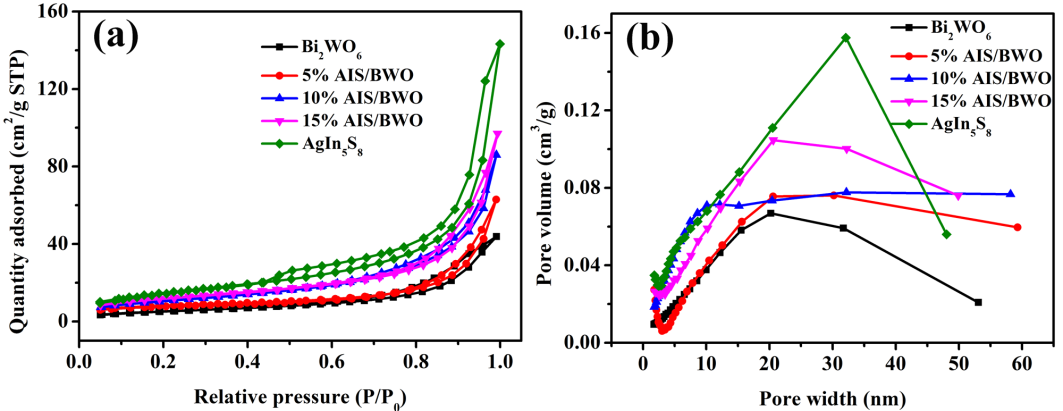 (a)
Bi₂WO₆
5% AIS/BWO
10% AIS/BWO
15% AIS/BWO
AgIn₅S₈
Quantity adsorbed (cm²/g STP)
160
120
80
40
0
0.0 0.2 0.4 0.6 0.8 1.0
Relative pressure (P/P₀)
(b)
Bi₂WO₆
5% AIS/BWO
10% AIS/BWO
15% AIS/BWO
AgIn₅S₈
Pore volume (cm³/g)
0.16
0.12
0.08
0.04
0.00
0 10 20 30 40 50 60
Pore width (nm)